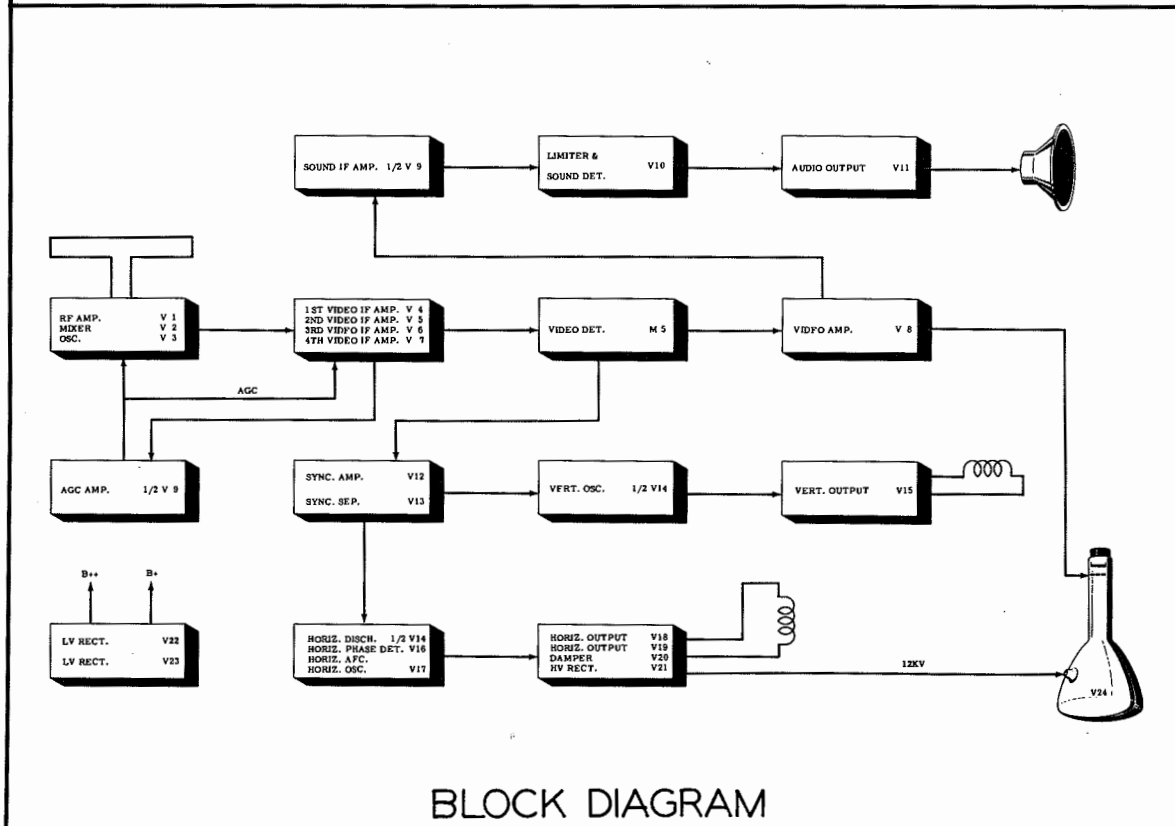 SOUND IF AMP. 1/2 V 9
LIMITER & V10
SOUND DET.
AUDIO OUTPUT V11
RF AMP. V 1
MIXER V 2
OSC. V 3
1ST VIDEO IF AMP. V 4
2ND VIDEO IF AMP. V 5
3RD VIDFO IF AMP. V 6
4TH VIDEO IF AMP. V 7
VIDEO DET. M 5
VIDFO AMP. V 8
AGC
AGC AMP. 1/2 V 9
SYNC. AMP. V12
SYNC. SEP. V13
VFRT. OSC. 1/2 V14
VERT. OUTPUT V15
B++ B+
LV RECT. V22
LV RECT. V23
HORIZ. DISCH. 1/2 V14
HORIZ. PHASE DET. V16
HORIZ. AFC.
HORIZ. OSC. V17
HORIZ. OUTPUT V18
HORIZ. OUTPUT V19
DAMPER V20
HV RECT. V21
12KV
V24
BLOCK DIAGRAM